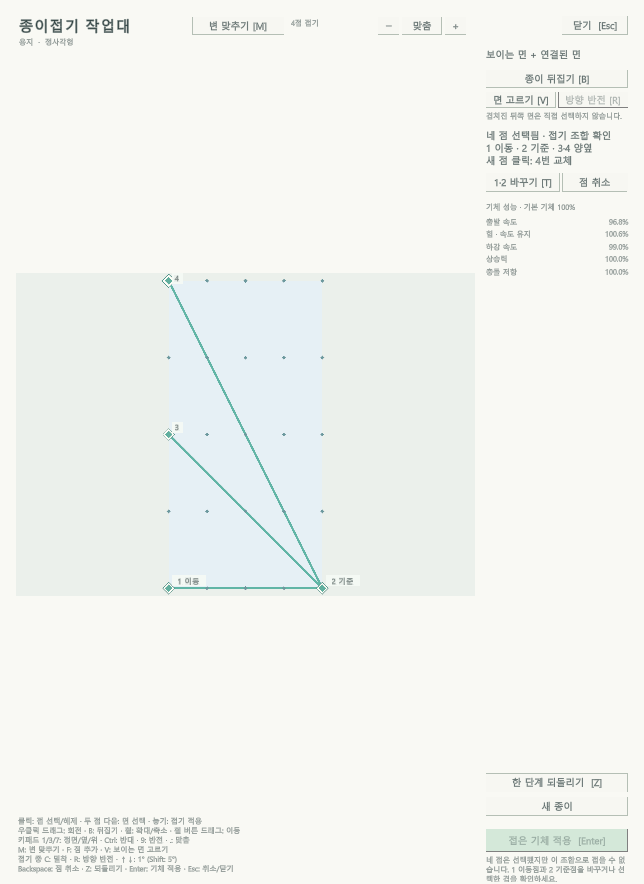 종이접기 작업대
용지 · 정사각형
변 맞추기 [M]
4점 접기
－ 맞춤 +
닫기 [Esc]
보이는 면 + 연결된 면
종이 뒤집기 [B]
면 고르기 [V] 방향 반전 [R]
겹쳐진 뒤쪽 면은 직접 선택하지 않습니다.
네 점 선택됨 · 접기 조합 확인
1 이동 · 2 기준 · 3·4 양옆
새 점 클릭: 4번 교체
1·2 바꾸기 [T] 점 취소
기체 성능 · 기본 기체 100%
출발 속도 96.8%
힘 · 속도 유지 100.6%
하강 속도 99.0%
상승력 100.0%
충돌 저항 100.0%
4
3
1 이동
2 기준
한 단계 되돌리기 [Z]
새 종이
접은 기체 적용 [Enter]
네 점은 선택했지만 이 조합으로 접을 수 없
습니다. 1 이동점과 2 기준점을 바꾸거나 선
택한 점을 확인하세요.
클릭: 점 선택/해제 · 두 점 다음: 면 선택 · 놓기: 접기 적용
우클릭 드래그: 회전 · B: 뒤집기 · 휠: 확대/축소 · 휠 버튼 드래그: 이동
키패드 1/3/7: 정면/옆/위 · Ctrl: 반대 · 9: 반전 · .: 맞춤
M: 변 맞추기 · F: 점 추가 · V: 보이는 면 고르기
접기 중 C: 밀착 · R: 방향 반전 · ↑ ↓: 1° (Shift: 5°)
Backspace: 점 취소 · Z: 되돌리기 · Enter: 기체 적용 · Esc: 취소/닫기